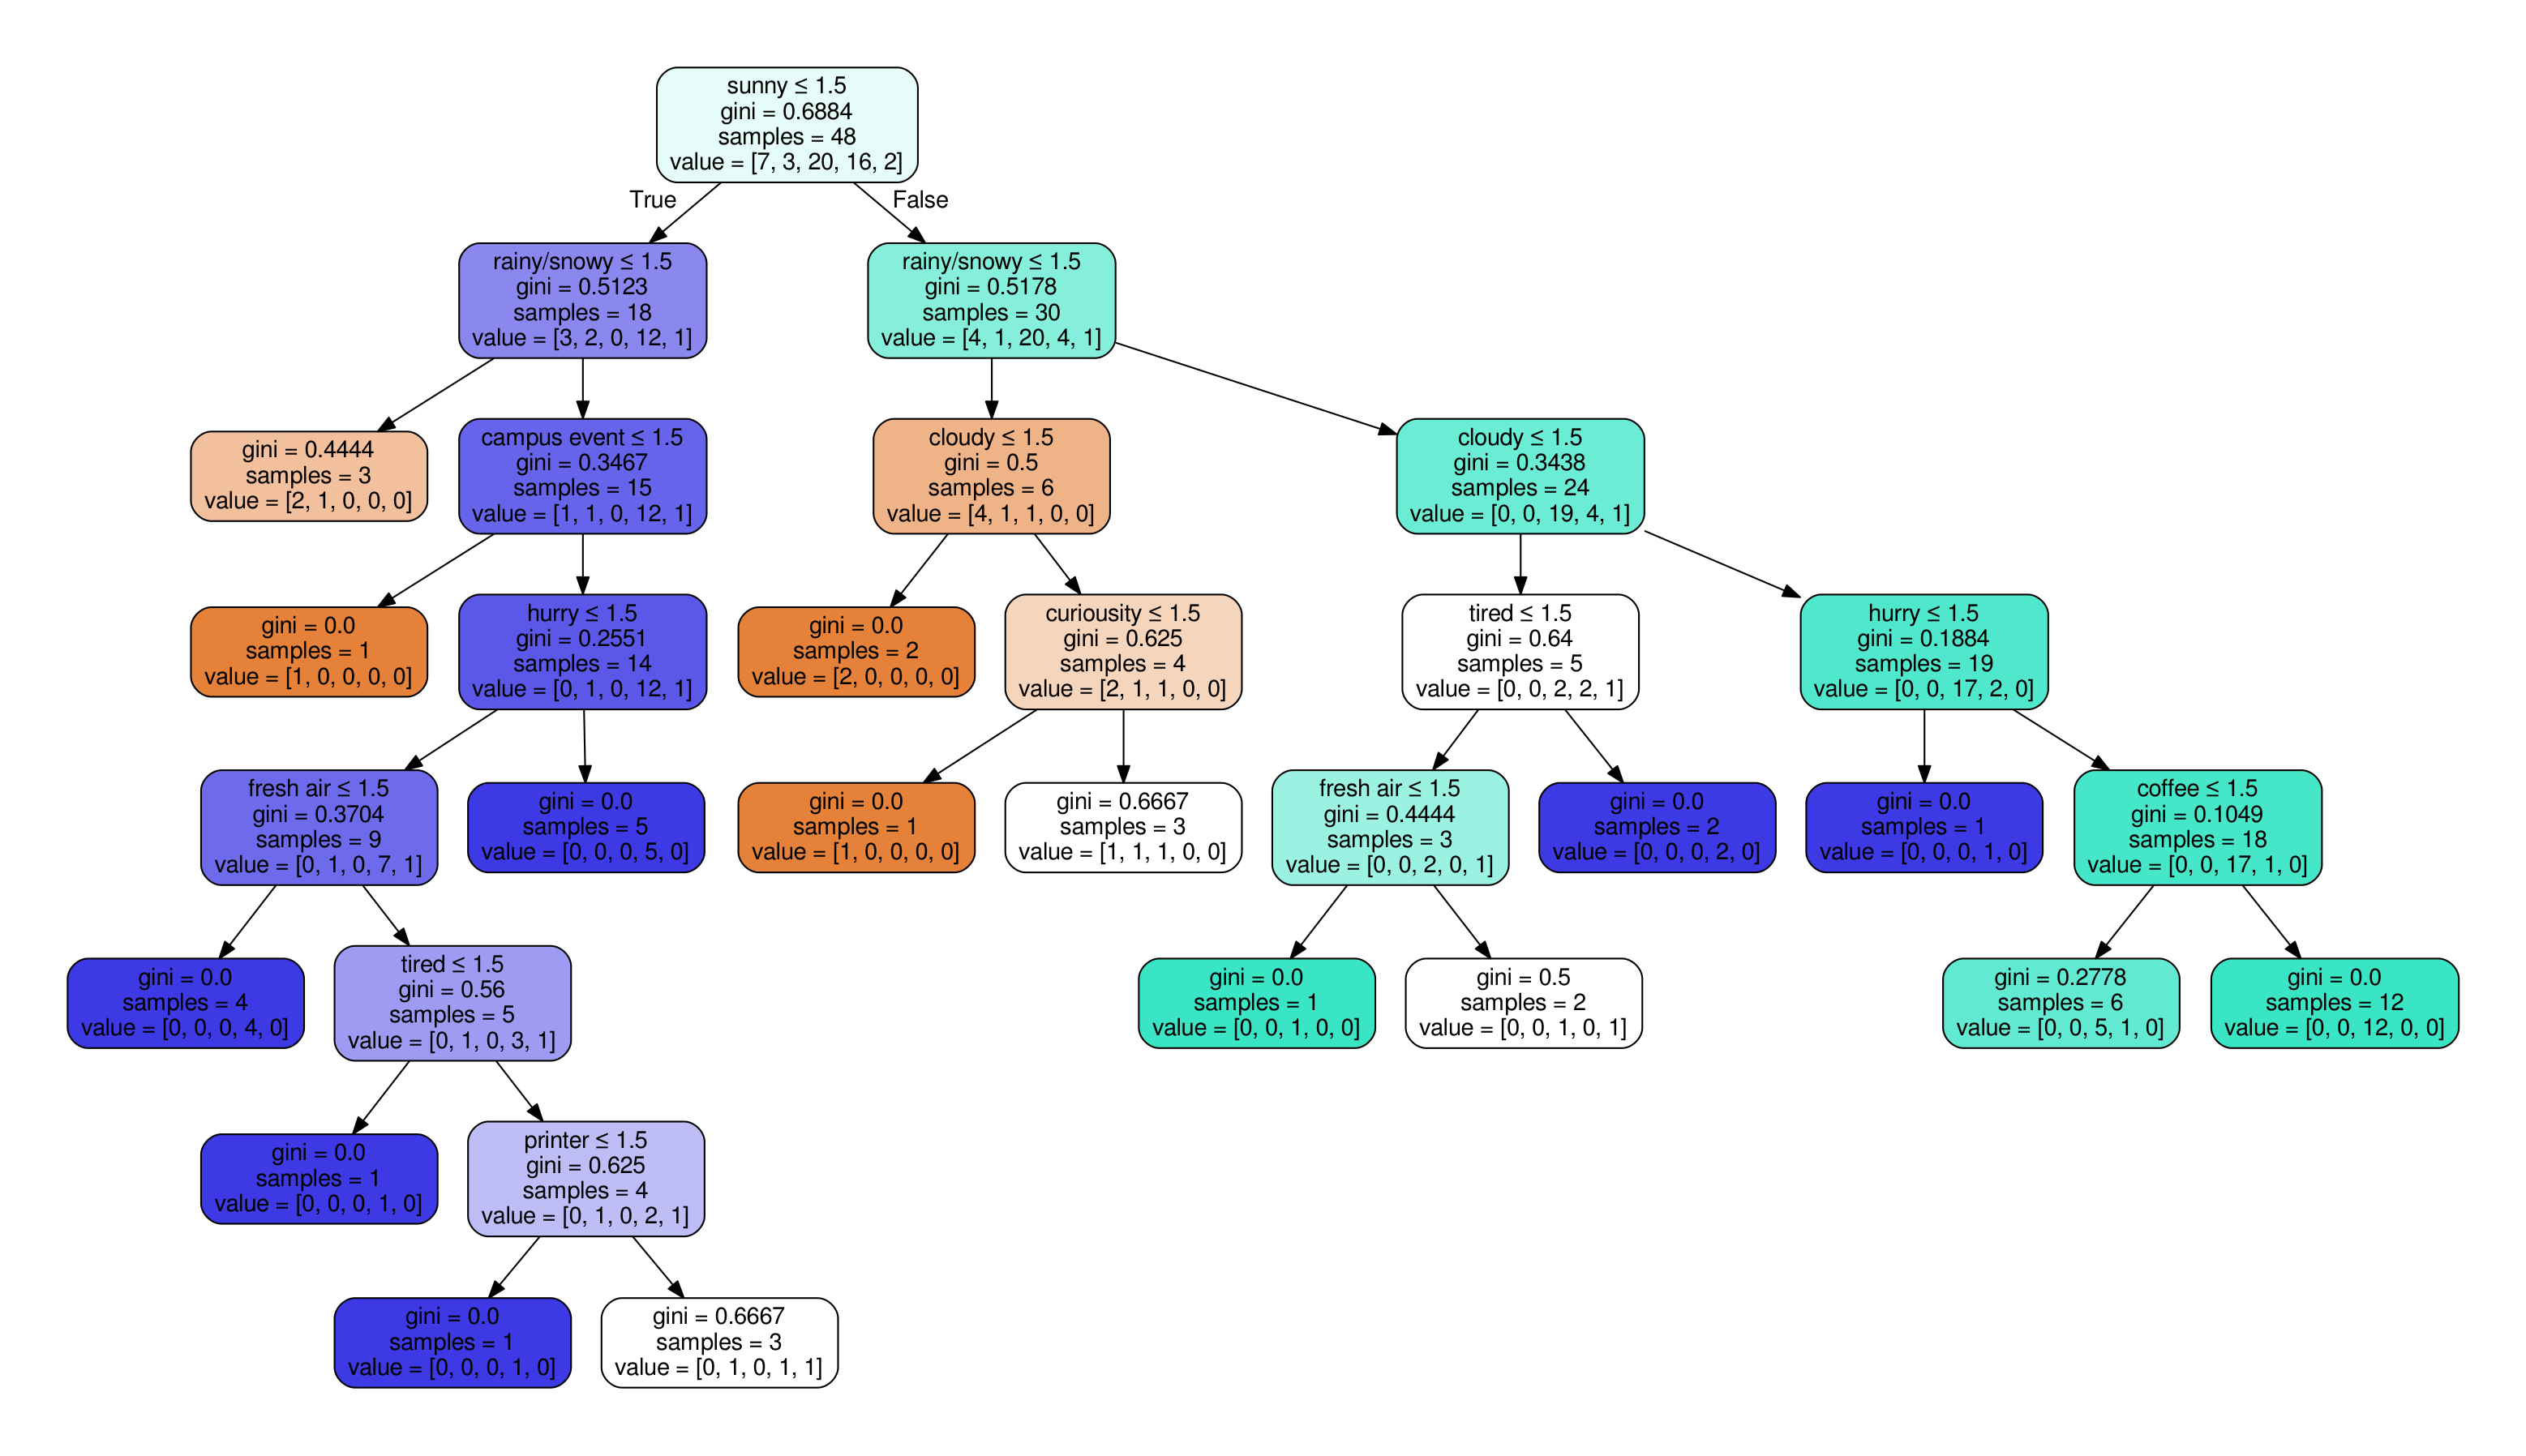 sunny ≤ 1.5
gini = 0.6884
samples = 48
value = [7, 3, 20, 16, 2]
True
False
rainy/snowy ≤ 1.5
gini = 0.5123
samples = 18
value = [3, 2, 0, 12, 1]
rainy/snowy ≤ 1.5
gini = 0.5178
samples = 30
value = [4, 1, 20, 4, 1]
gini = 0.4444
samples = 3
value = [2, 1, 0, 0, 0]
campus event ≤ 1.5
gini = 0.3467
samples = 15
value = [1, 1, 0, 12, 1]
cloudy ≤ 1.5
gini = 0.5
samples = 6
value = [4, 1, 1, 0, 0]
cloudy ≤ 1.5
gini = 0.3438
samples = 24
value = [0, 0, 19, 4, 1]
gini = 0.0
samples = 1
value = [1, 0, 0, 0, 0]
hurry ≤ 1.5
gini = 0.2551
samples = 14
value = [0, 1, 0, 12, 1]
gini = 0.0
samples = 2
value = [2, 0, 0, 0, 0]
curiousity ≤ 1.5
gini = 0.625
samples = 4
value = [2, 1, 1, 0, 0]
tired ≤ 1.5
gini = 0.64
samples = 5
value = [0, 0, 2, 2, 1]
hurry ≤ 1.5
gini = 0.1884
samples = 19
value = [0, 0, 17, 2, 0]
fresh air ≤ 1.5
gini = 0.3704
samples = 9
value = [0, 1, 0, 7, 1]
gini = 0.0
samples = 5
value = [0, 0, 0, 5, 0]
gini = 0.0
samples = 1
value = [1, 0, 0, 0, 0]
gini = 0.6667
samples = 3
value = [1, 1, 1, 0, 0]
fresh air ≤ 1.5
gini = 0.4444
samples = 3
value = [0, 0, 2, 0, 1]
gini = 0.0
samples = 2
value = [0, 0, 0, 2, 0]
gini = 0.0
samples = 1
value = [0, 0, 0, 1, 0]
coffee ≤ 1.5
gini = 0.1049
samples = 18
value = [0, 0, 17, 1, 0]
gini = 0.0
samples = 4
value = [0, 0, 0, 4, 0]
tired ≤ 1.5
gini = 0.56
samples = 5
value = [0, 1, 0, 3, 1]
gini = 0.0
samples = 1
value = [0, 0, 1, 0, 0]
gini = 0.5
samples = 2
value = [0, 0, 1, 0, 1]
gini = 0.2778
samples = 6
value = [0, 0, 5, 1, 0]
gini = 0.0
samples = 12
value = [0, 0, 12, 0, 0]
gini = 0.0
samples = 1
value = [0, 0, 0, 1, 0]
printer ≤ 1.5
gini = 0.625
samples = 4
value = [0, 1, 0, 2, 1]
gini = 0.0
samples = 1
value = [0, 0, 0, 1, 0]
gini = 0.6667
samples = 3
value = [0, 1, 0, 1, 1]